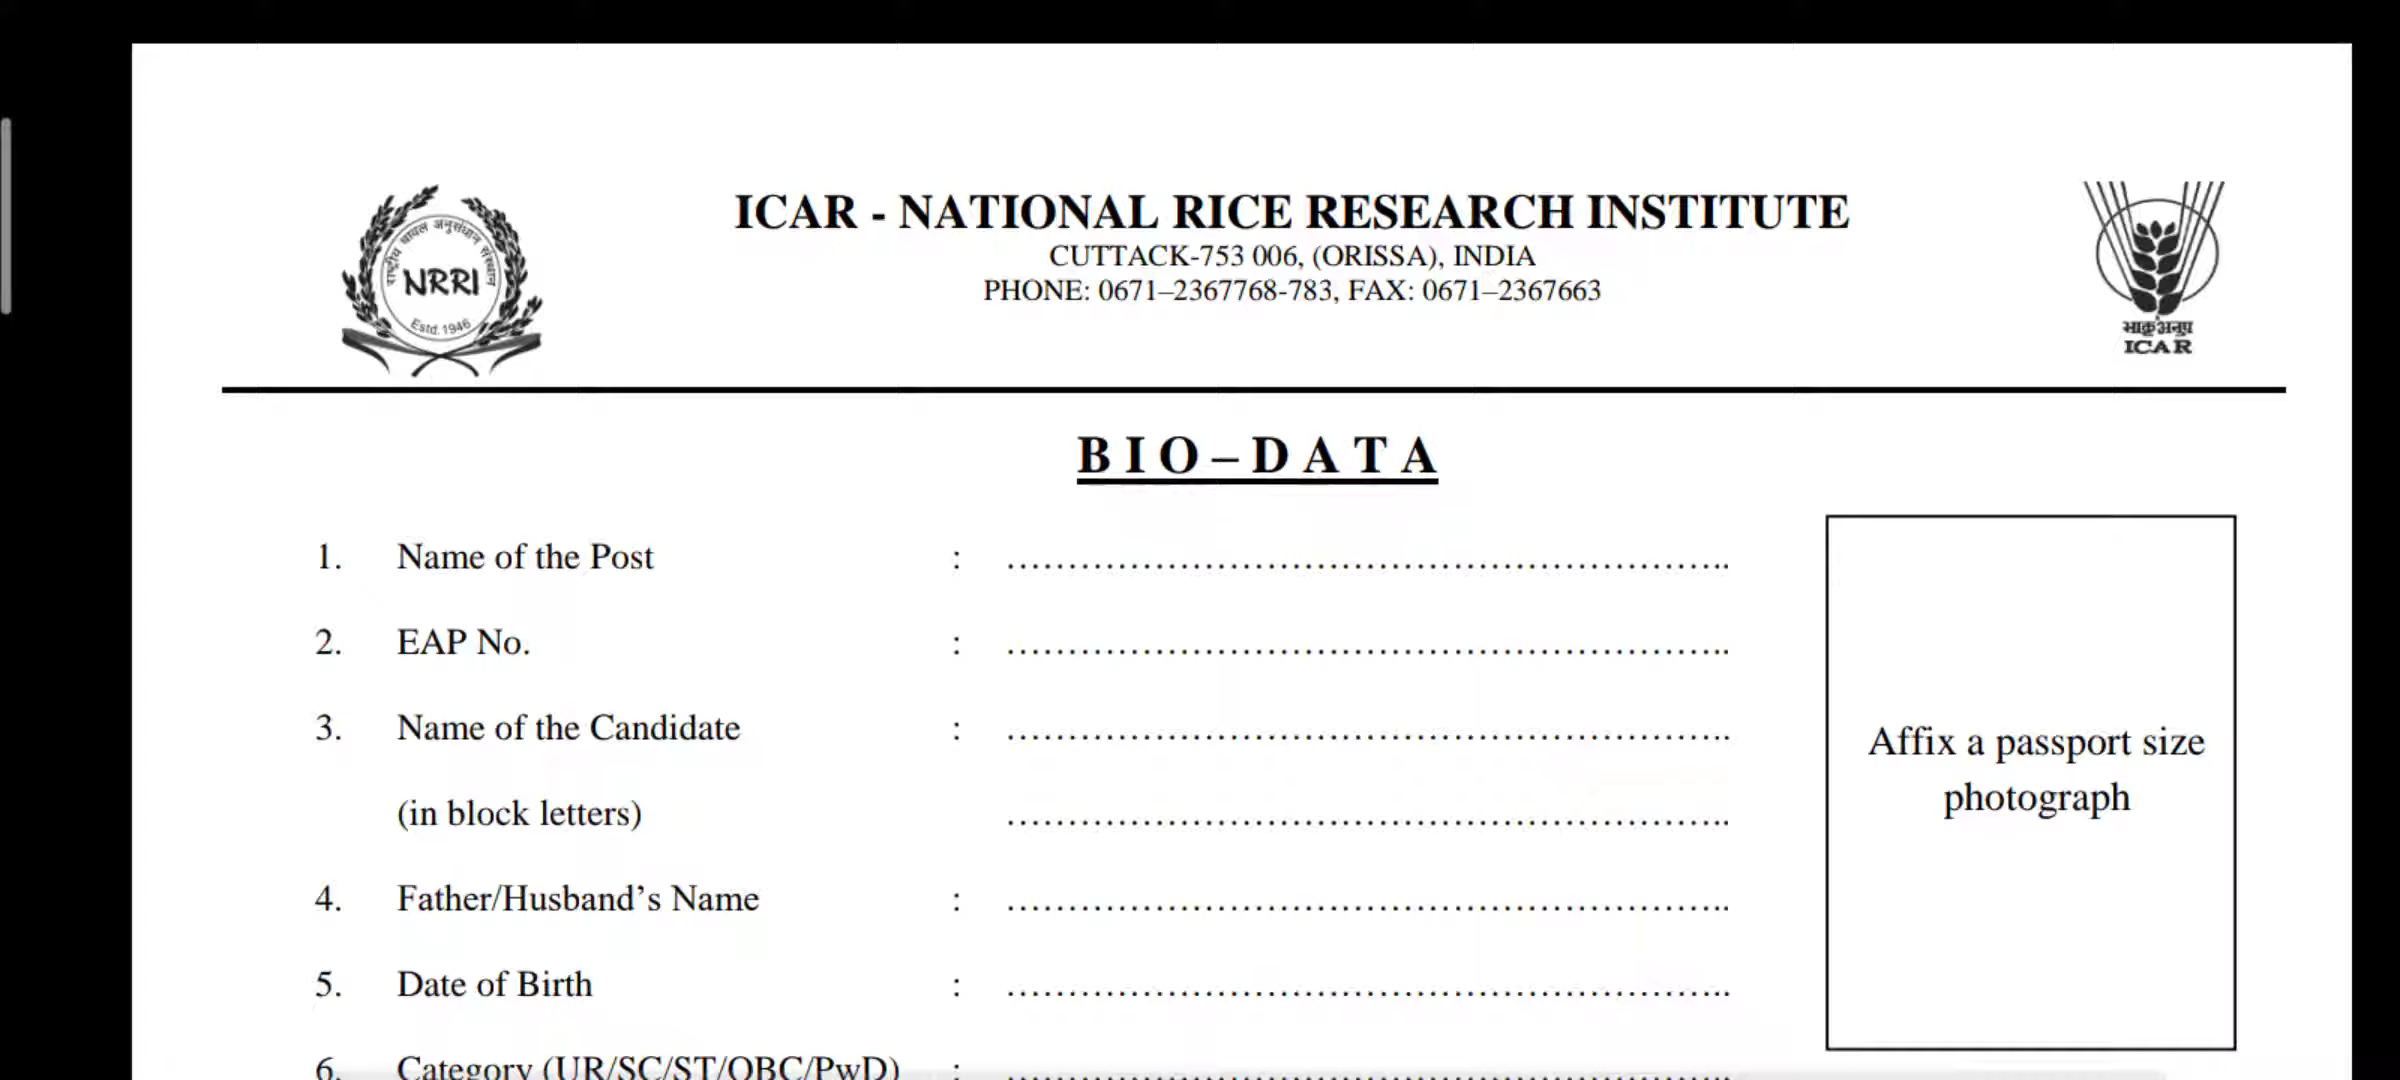 राष्ट्रीय चावल अनुसंधान संस्थान
NRRI
Estd. 1946
ICAR - NATIONAL RICE RESEARCH INSTITUTE
CUTTACK-753 006, (ORISSA), INDIA
PHONE: 0671–2367768-783, FAX: 0671–2367663
भाकृअनुप
ICAR
BIO–DATA
1. Name of the Post : ……………………………………………………..
2. EAP No. : ……………………………………………………..
3. Name of the Candidate : ……………………………………………………..
(in block letters) ……………………………………………………..
4. Father/Husband’s Name : ……………………………………………………..
5. Date of Birth : ……………………………………………………..
6. Category (UR/SC/ST/OBC/PwD) : ……………………………………………………..
Affix a passport size
photograph